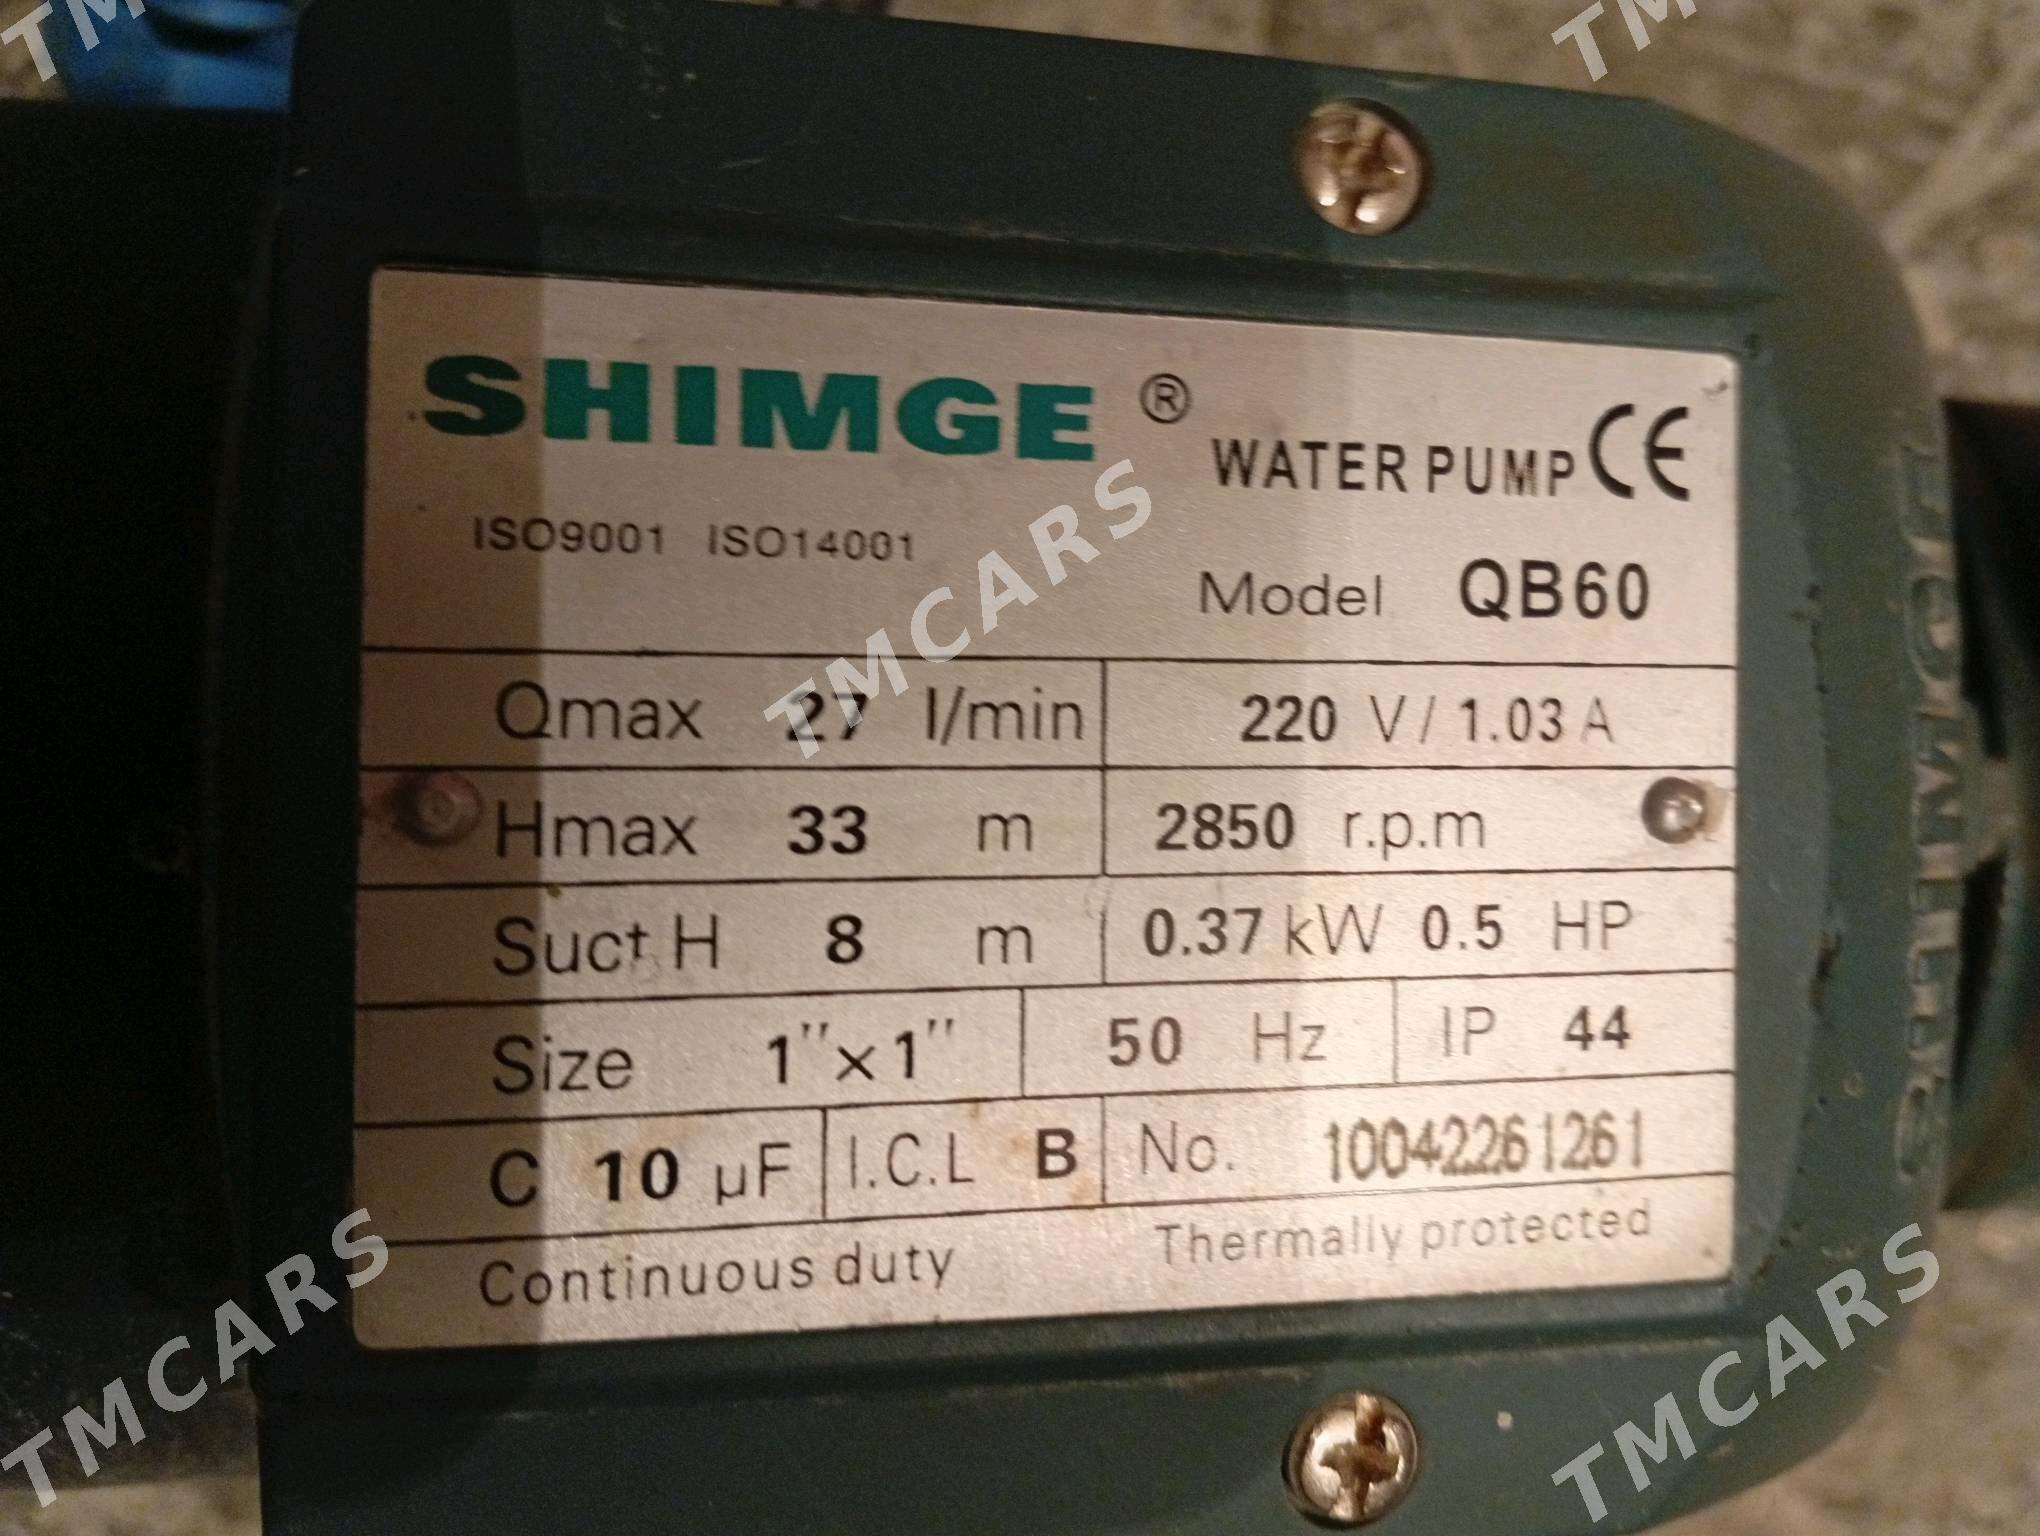 SHIMGE ®
WATER PUMP CE
ISO9001 ISO14001
Model QB60
Qmax 27 l/min 220 V / 1.03 A
Hmax 33 m 2850 r.p.m
Suct H 8 m 0.37 kW 0.5 HP
Size 1"×1" 50 Hz IP 44
C 10 µF I.C.L B No. 10042261261
Continuous duty Thermally protected
SHIMGE
TMCARS
TMCARS
TMCARS